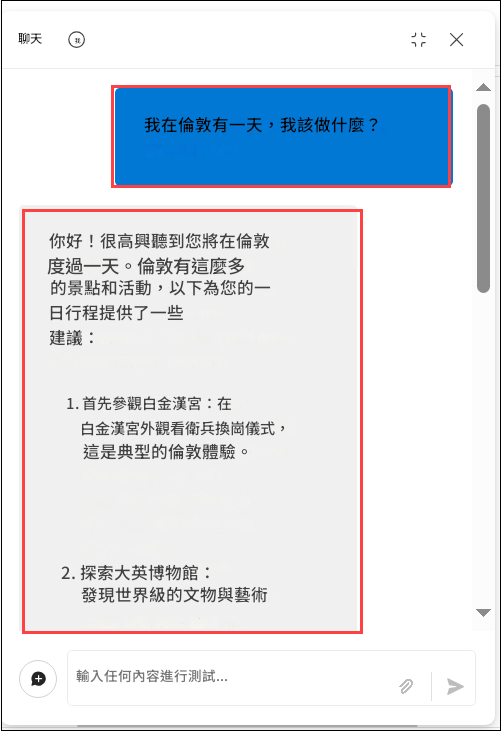 聊天
我在倫敦有一天，我該做什麼？
你好！很高興聽到您將在倫敦
度過一天。倫敦有這麼多
的景點和活動，以下為您的一
日行程提供了一些
建議：
1. 首先參觀白金漢宮：在
白金漢宮外觀看衛兵換崗儀式，
這是典型的倫敦體驗。
2. 探索大英博物館：
發現世界級的文物與藝術
輸入任何內容進行測試...